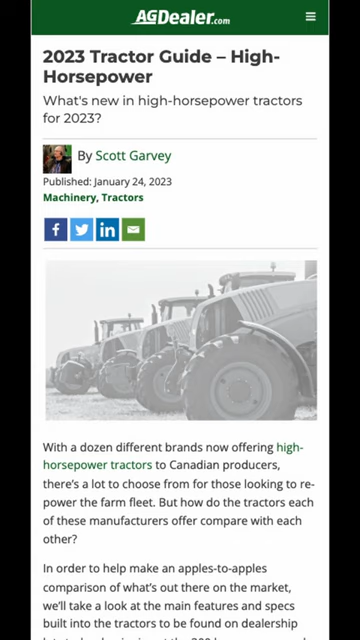 AGDealer.com
2023 Tractor Guide – High-
Horsepower
What's new in high-horsepower tractors
for 2023?
By Scott Garvey
Published: January 24, 2023
Machinery, Tractors
With a dozen different brands now offering high-
horsepower tractors to Canadian producers,
there's a lot to choose from for those looking to re-
power the farm fleet. But how do the tractors each
of these manufacturers offer compare with each
other?
In order to help make an apples-to-apples
comparison of what's out there on the market,
we'll take a look at the main features and specs
built into the tractors to be found on dealership